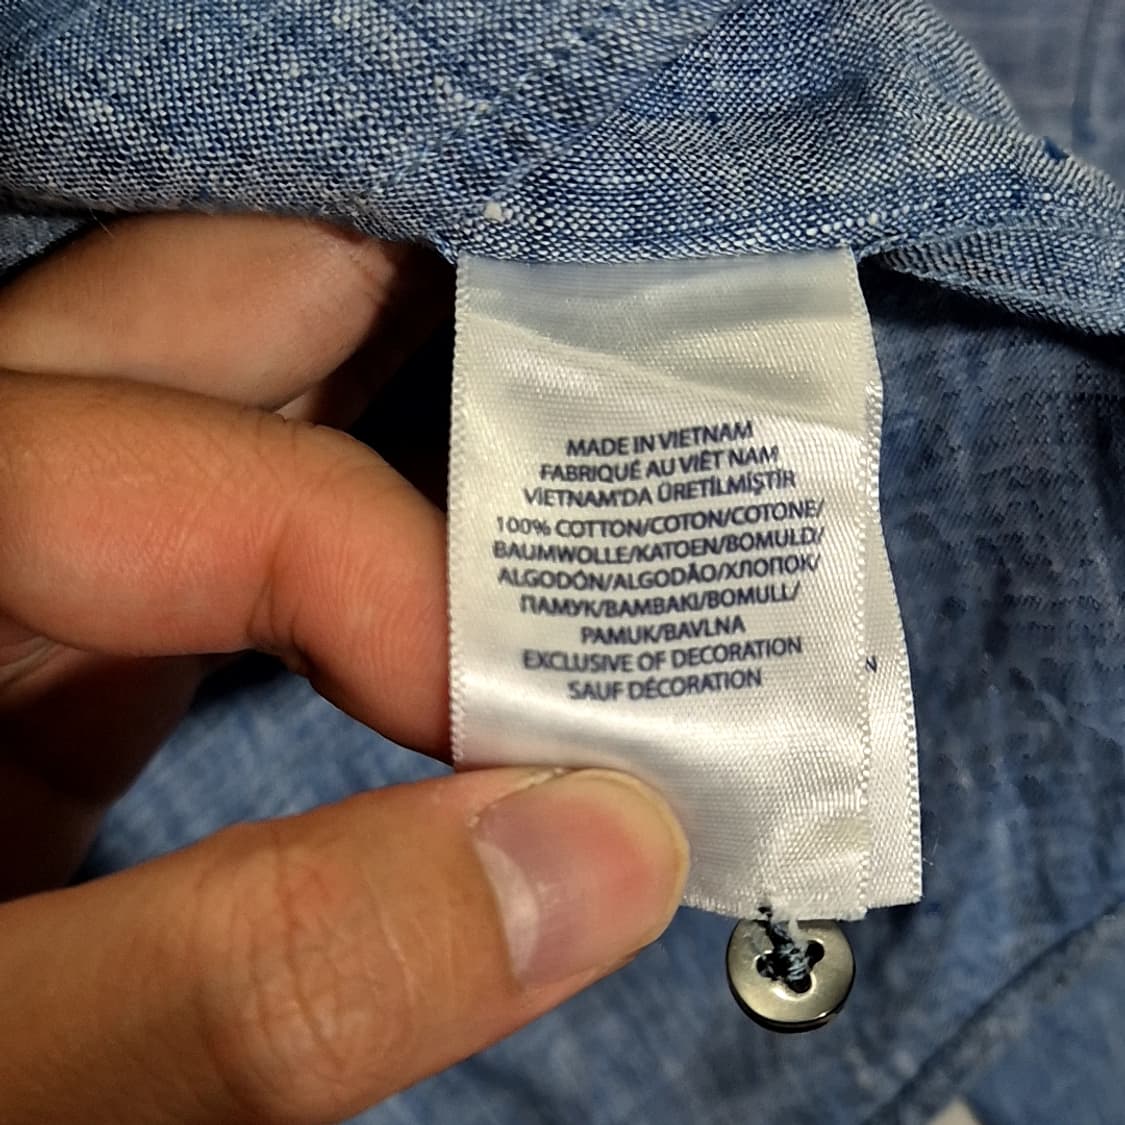 MADE IN VIETNAM
FABRIQUÉ AU VIÊT NAM
VİETNAM'DA ÜRETİLMİŞTİR
100% COTTON/COTON/COTONE/
BAUMWOLLE/KATOEN/BOMULD/
ALGODÓN/ALGODÃO/ХЛОПОК/
ПАМУК/BAMBAKI/BOMULL/
PAMUK/BAVLNA
EXCLUSIVE OF DECORATION
SAUF DÉCORATION
N